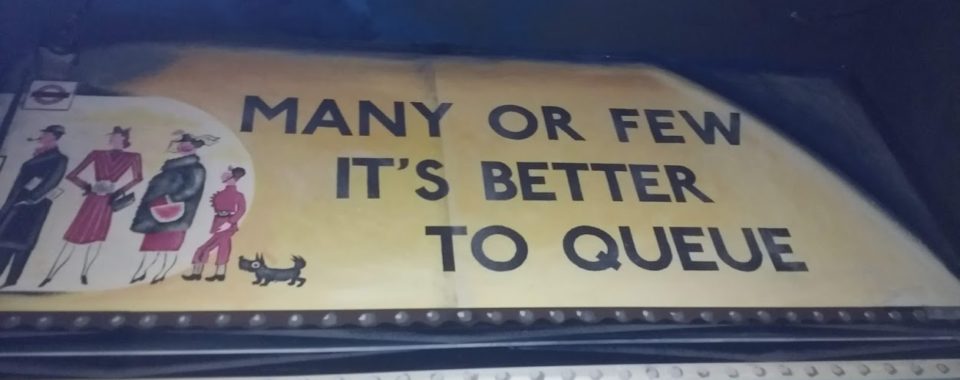 MANY OR FEW
IT'S BETTER
TO QUEUE